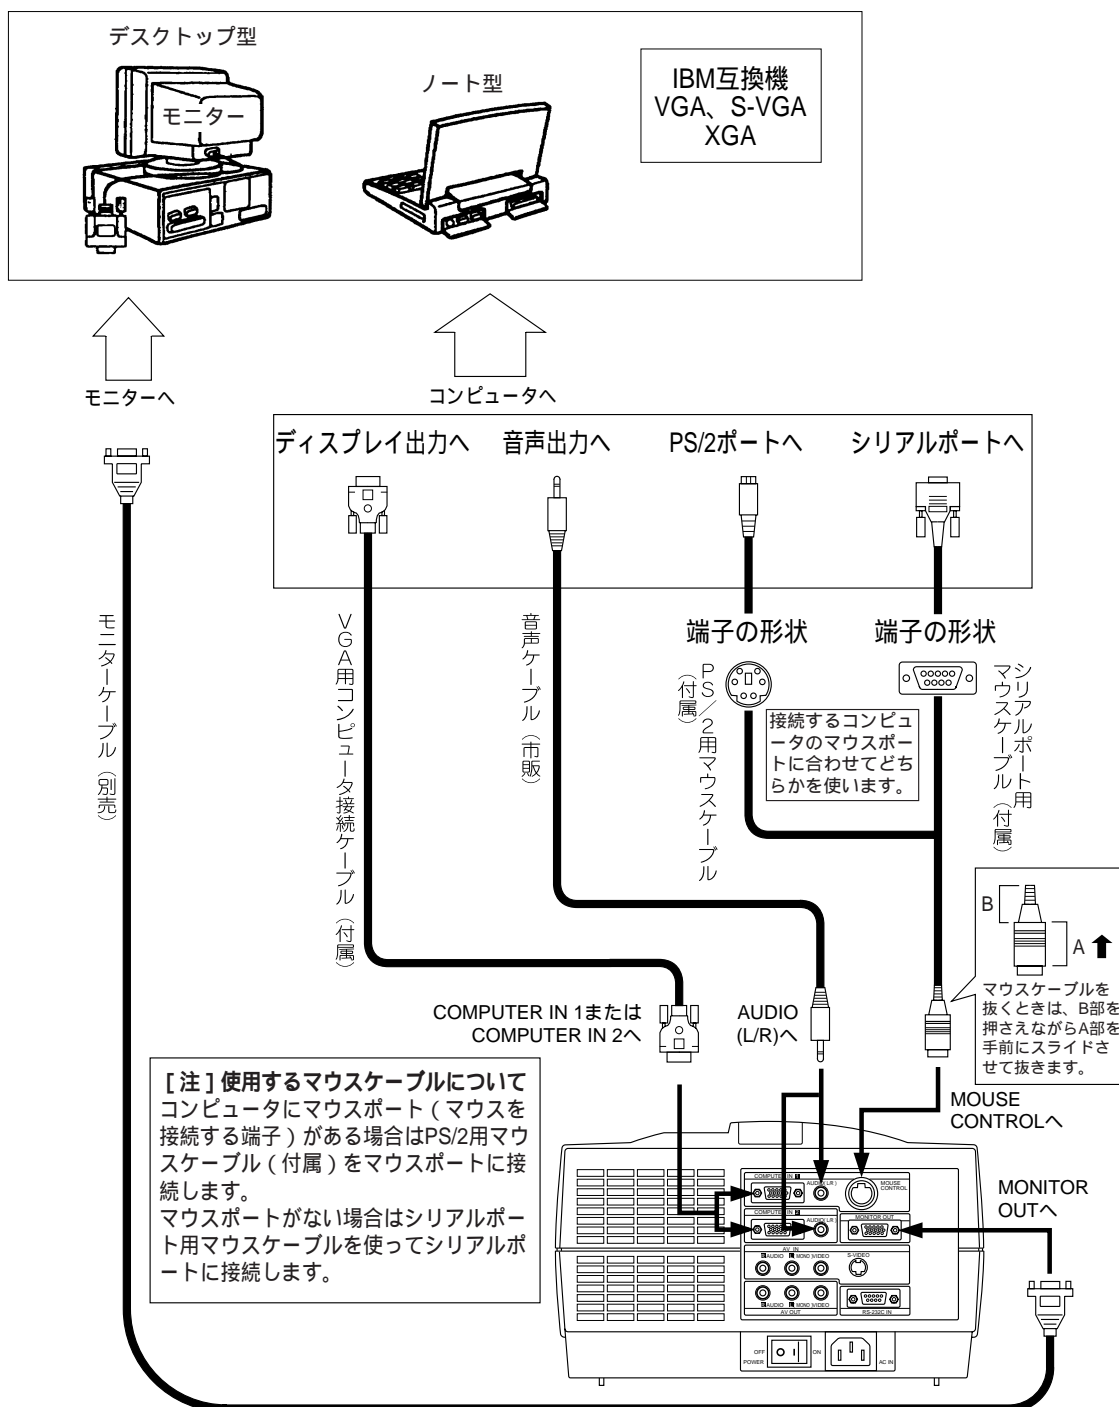 デスクトップ型
モニター
ノート型
IBM互換機
VGA、S-VGA
XGA
モニターへ
コンピュータへ
ディスプレイ出力へ
音声出力へ
PS/2ポートへ
シリアルポートへ
モニターケーブル（別売）
VGA用コンピュータ接続ケーブル（付属）
音声ケーブル（市販）
端子の形状
端子の形状
PS／2用マウスケーブル
（付属）
シリアルポート用
マウスケーブル（付属）
接続するコンピュ
ータのマウスポー
トに合わせてどち
らかを使います。
B
A
マウスケーブルを
抜くときは、B部を
押さえながらA部を
手前にスライドさ
せて抜きます。
COMPUTER IN 1または
COMPUTER IN 2へ
AUDIO
(L/R)へ
MOUSE
CONTROLへ
MONITOR
OUTへ
[ 注 ] 使用するマウスケーブルについて
コンピュータにマウスポート（マウスを
接続する端子）がある場合はPS/2用マウ
スケーブル（付属）をマウスポートに接
続します。
マウスポートがない場合はシリアルポー
ト用マウスケーブルを使ってシリアルポ
ートに接続します。
COMPUTER IN 1
AUDIO( L/R )
MOUSE
CONTROL
COMPUTER IN 2
AUDIO( L/R )
MONITOR OUT
AV IN
L AUDIO R ( MONO ) VIDEO
S-VIDEO
L AUDIO R ( MONO ) VIDEO
AV OUT
RS-232C IN
OFF
ON
POWER
AC IN